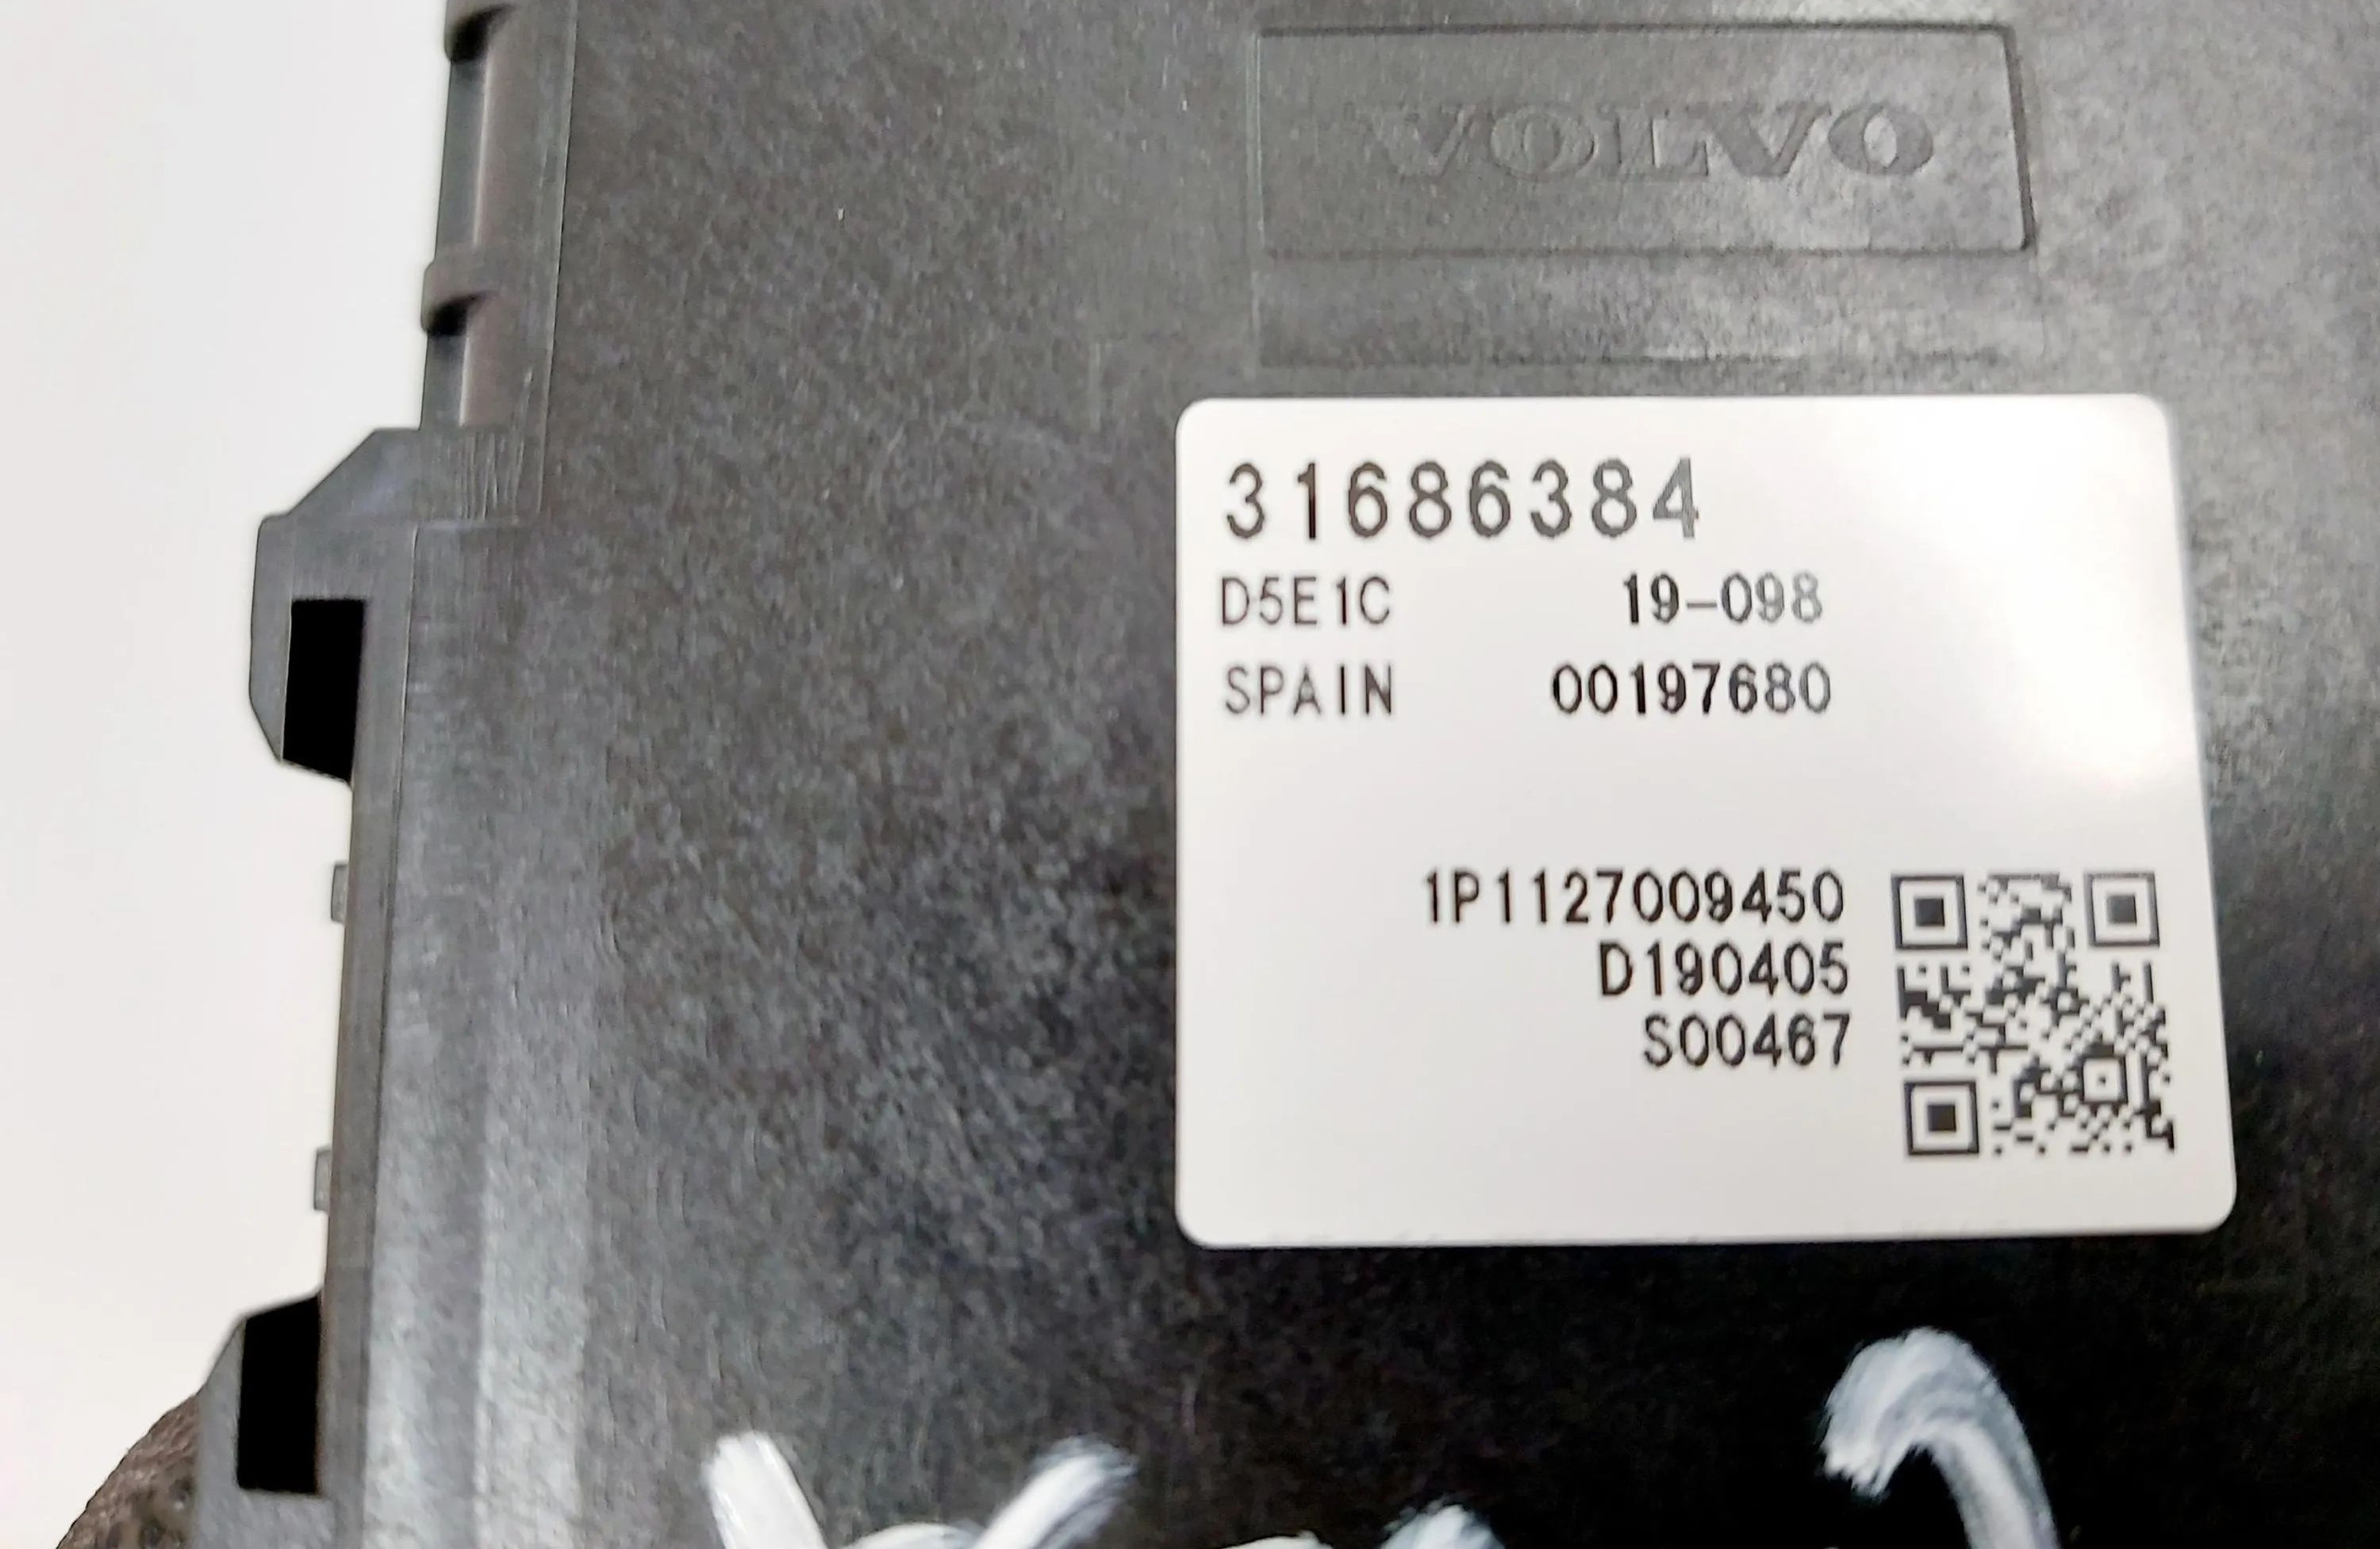 VOLVO
31686384
D5E1C 19-098
SPAIN 00197680
1P1127009450
D190405
S00467